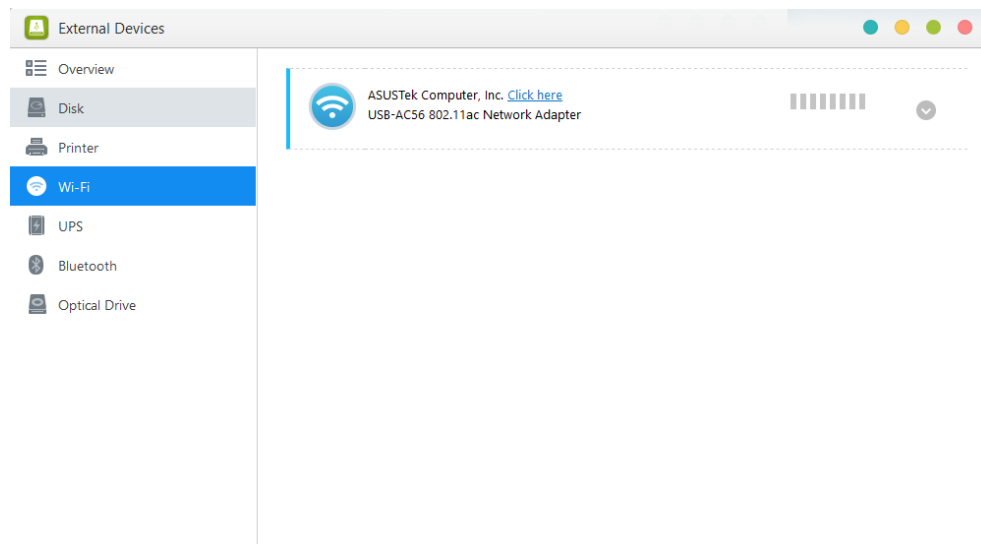 External Devices
Overview
Disk
Printer
Wi-Fi
UPS
Bluetooth
Optical Drive
ASUSTek Computer, Inc. Click here
USB-AC56 802.11ac Network Adapter